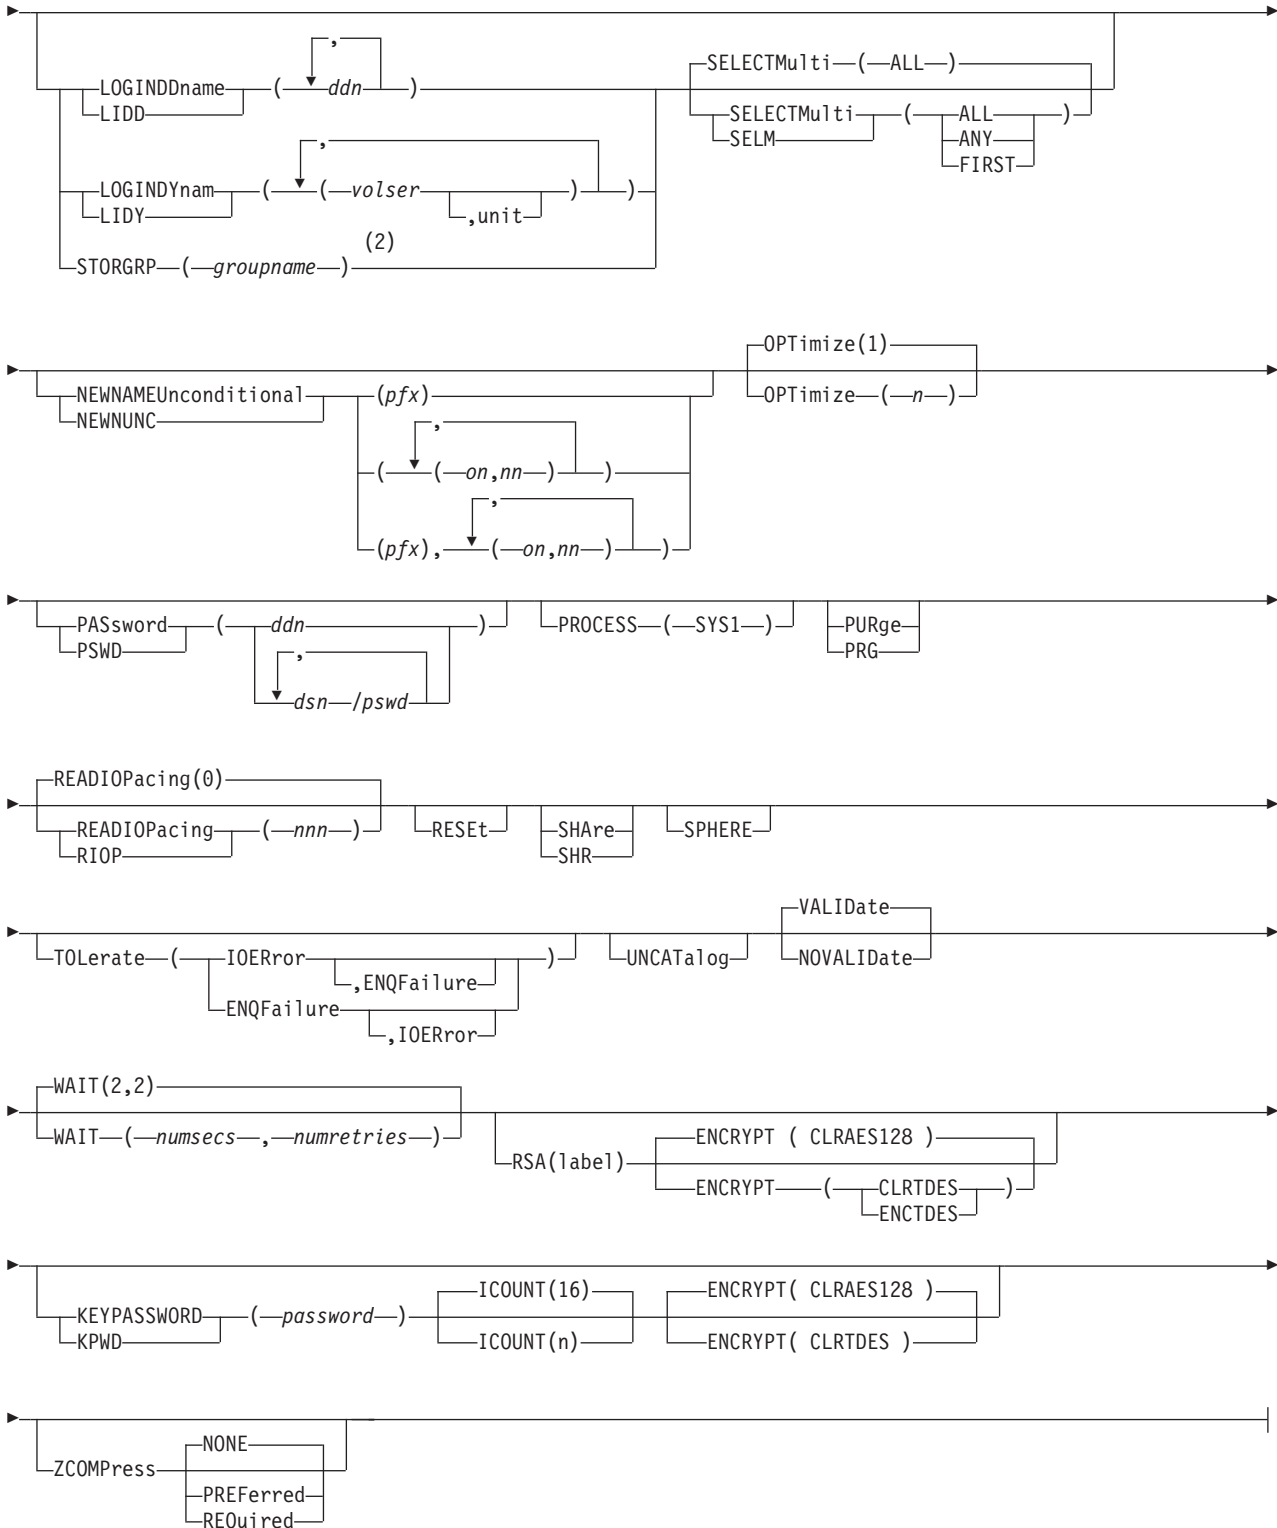 ,
SELECTMulti ( ALL )
LOGINDDname ( ddn )
LIDD
SELECTMulti ( ALL )
SELM ANY
FIRST
,
LOGINDYnam ( ( volser ) )
LIDY ,unit
(2)
STORGRP ( groupname )
OPTimize(1)
NEWNAMEUnconditional (pfx) OPTimize ( n )
NEWNUNC
,
( ( on,nn ) )
,
(pfx), ( on,nn ) )
PASsword ( ddn ) PROCESS ( SYS1 ) PURge
PSWD PRG
,
dsn /pswd
READIOPacing(0)
READIOPacing ( nnn ) RESEt SHAre SPHERE
RIOP SHR
VALIDate
TOLerate ( IOERror ) UNCATalog NOVALIDate
,ENQFailure
ENQFailure
,IOERror
WAIT(2,2)
WAIT ( numsecs , numretries )
ENCRYPT ( CLRAES128 )
RSA(label)
ENCRYPT ( CLRTDES )
ENCTDES
ICOUNT(16) ENCRYPT( CLRAES128 )
KEYPASSWORD ( password )
KPWD ICOUNT(n) ENCRYPT( CLRTDES )
NONE
ZCOMPress
PREFerred
REQuired